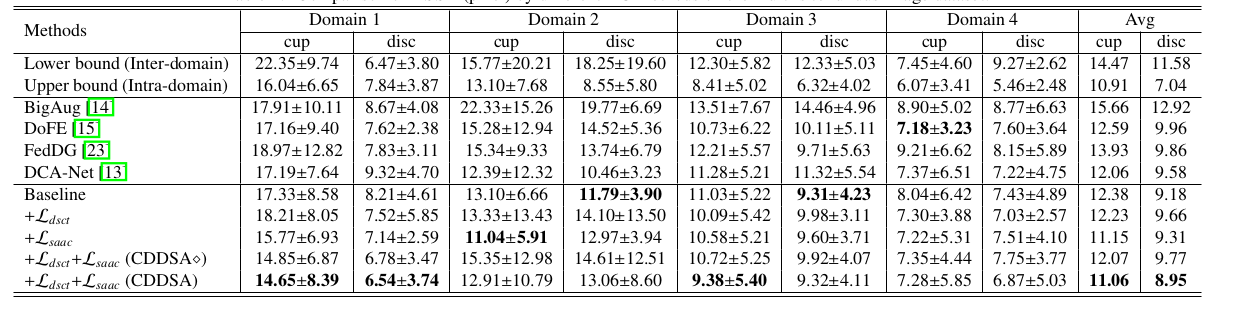 Methods Domain 1 Domain 2 Domain 3 Domain 4 Avg
cup disc cup disc cup disc cup disc cup disc
Lower bound (Inter-domain) 22.35±9.74 6.47±3.80 15.77±20.21 18.25±19.60 12.30±5.82 12.33±5.03 7.45±4.60 9.27±2.62 14.47 11.58
Upper bound (Intra-domain) 16.04±6.65 7.84±3.87 13.10±7.68 8.55±5.80 8.41±5.02 6.32±4.02 6.07±3.41 5.46±2.48 10.91 7.04
BigAug [14] 17.91±10.11 8.67±4.08 22.33±15.26 19.77±6.69 13.51±7.67 14.46±4.96 8.90±5.02 8.77±6.63 15.66 12.92
DoFE [15] 17.16±9.40 7.62±2.38 15.28±12.94 14.52±5.36 10.73±6.22 10.11±5.11 7.18±3.23 7.60±3.64 12.59 9.96
FedDG [23] 18.97±12.82 7.83±3.11 15.34±9.33 13.74±6.79 12.21±5.57 9.71±5.63 9.21±6.62 8.15±5.89 13.93 9.86
DCA-Net [13] 17.19±7.64 9.32±4.70 12.39±12.32 10.46±3.23 11.28±5.21 11.32±5.54 7.37±6.51 7.22±4.75 12.06 9.58
Baseline 17.33±8.58 8.21±4.61 13.10±6.66 11.79±3.90 11.03±5.22 9.31±4.23 8.04±6.42 7.43±4.89 12.38 9.18
+ℒdsct 18.21±8.05 7.52±5.85 13.33±13.43 14.10±13.50 10.09±5.42 9.98±3.11 7.30±3.88 7.03±2.57 12.23 9.66
+ℒsaac 15.77±6.93 7.14±2.59 11.04±5.91 12.97±3.94 10.58±5.21 9.60±3.71 7.22±5.31 7.51±4.10 11.15 9.31
+ℒdsct+ℒsaac (CDDSA⋄) 14.85±6.87 6.78±3.47 15.35±12.98 14.61±12.51 10.72±5.25 9.92±4.07 7.35±4.44 7.75±3.77 12.07 9.77
+ℒdsct+ℒsaac (CDDSA) 14.65±8.39 6.54±3.74 12.91±10.79 13.06±8.60 9.38±5.40 9.32±4.11 7.28±5.85 6.87±5.03 11.06 8.95